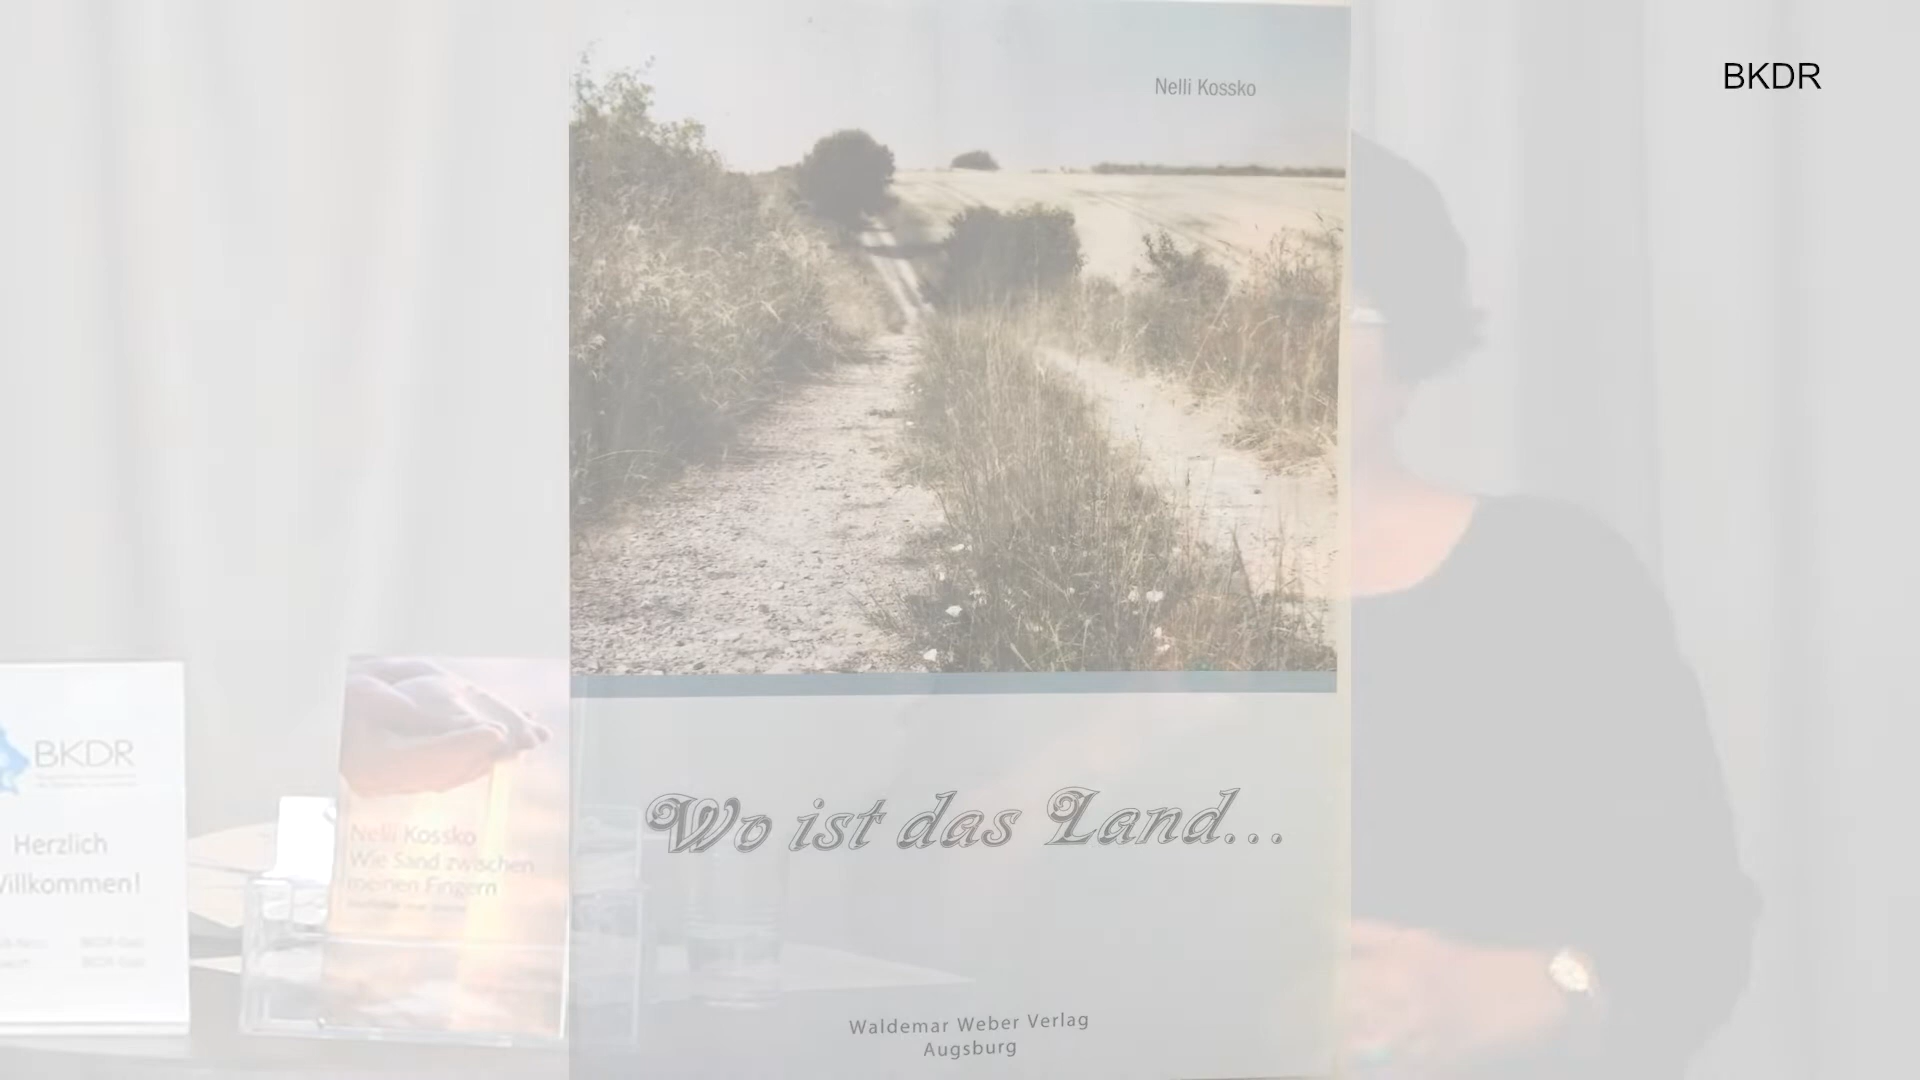 BKDR
Nelli Kossko
Wo ist das Land...
Waldemar Weber Verlag
Augsburg
BKDR
Herzlich
Willkommen!
Nelli Kossko
Wie Sand zwischen
meinen Fingern